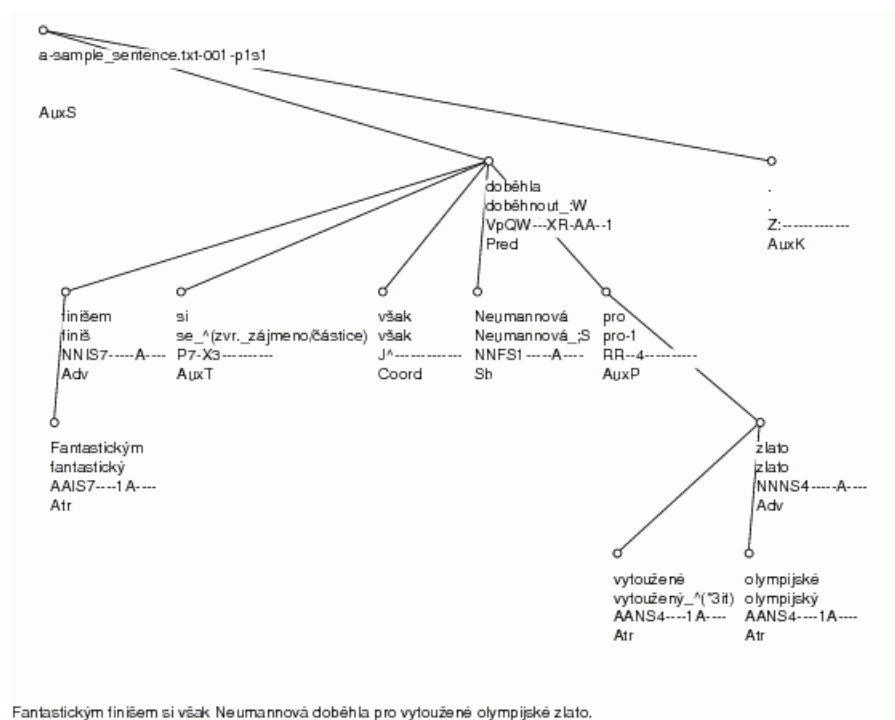 a-sample_sentence.txt-001-p1s1
AuxS
doběhla
doběhnout_:W
VpQW---XR-AA--1
Pred
.
.
Z:-------------
AuxK
finišem
finiš
NNIS7-----A----
Adv
si
se_^(zvr._zájmeno/částice)
P7-X3----------
AuxT
však
však
J^-------------
Coord
Neumannová
Neumannová_;S
NNFS1-----A----
Sb
pro
pro-1
RR--4----------
AuxP
Fantastickým
fantastický
AAIS7----1A----
Atr
zlato
zlato
NNNS4-----A----
Adv
vytoužené
vytoužený_^(*3it)
AANS4----1A----
Atr
olympijské
olympijský
AANS4----1A----
Atr
Fantastickým finišem si však Neumannová doběhla pro vytoužené olympijské zlato.